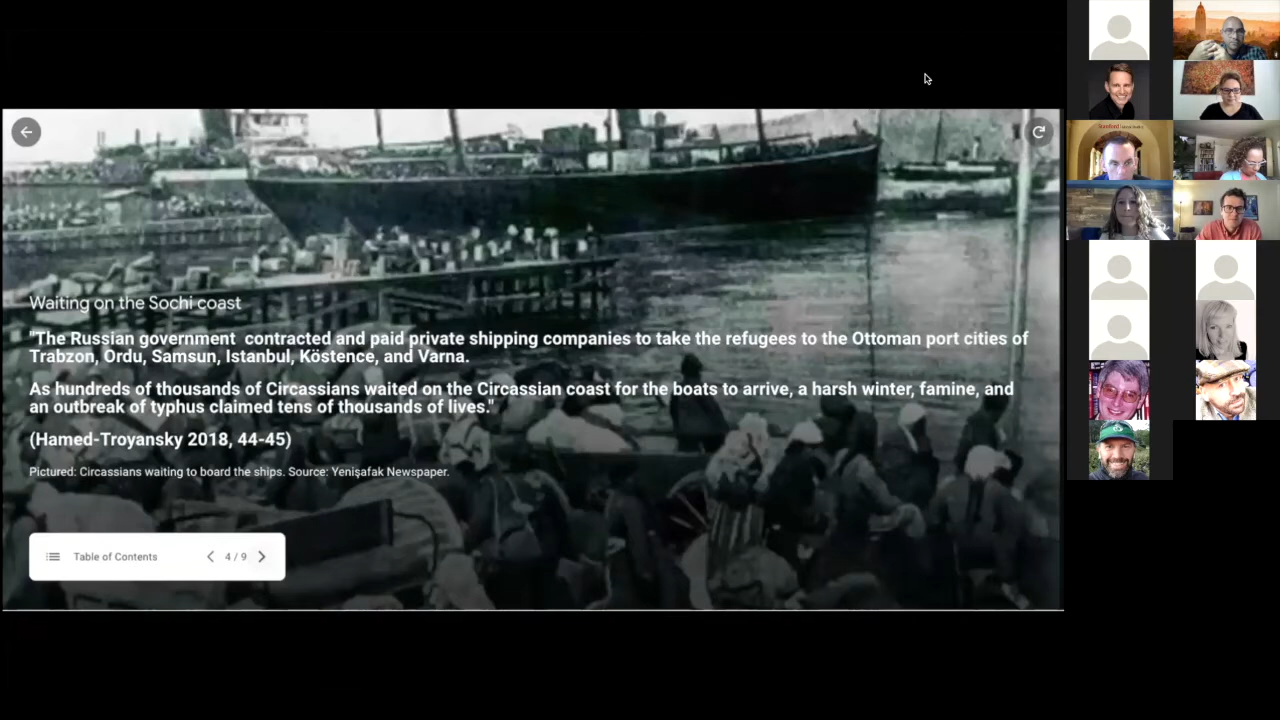 Waiting on the Sochi coast
"The Russian government contracted and paid private shipping companies to take the refugees to the Ottoman port cities of
Trabzon, Ordu, Samsun, Istanbul, Köstence, and Varna.
As hundreds of thousands of Circassians waited on the Circassian coast for the boats to arrive, a harsh winter, famine, and
an outbreak of typhus claimed tens of thousands of lives."
(Hamed-Troyansky 2018, 44-45)
Pictured: Circassians waiting to board the ships. Source: Yenişafak Newspaper.
Table of Contents
4 / 9
Stanford